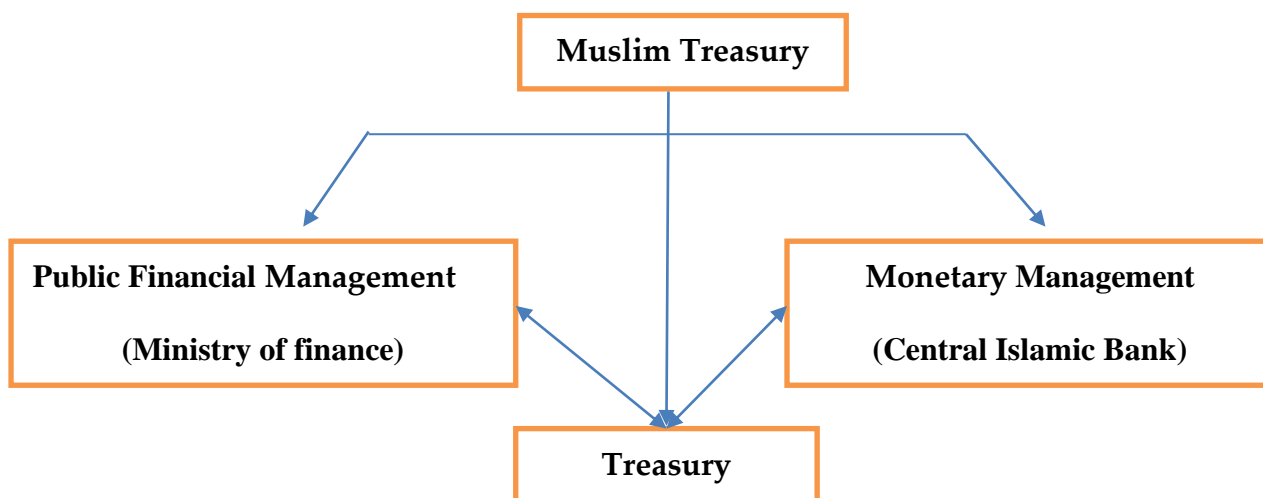 Muslim Treasury
Public Financial Management
(Ministry of finance)
Monetary Management
(Central Islamic Bank)
Treasury